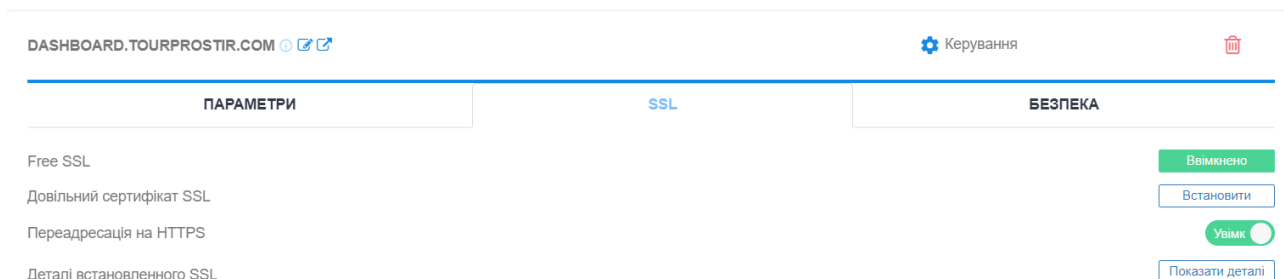 DASHBOARD.TOURPROSTIR.COM Керування
ПАРАМЕТРИ SSL БЕЗПЕКА
Free SSL Ввімкнено
Довільний сертифікат SSL Встановити
Переадресація на HTTPS Увімк
Деталі встановленного SSL Показати деталі